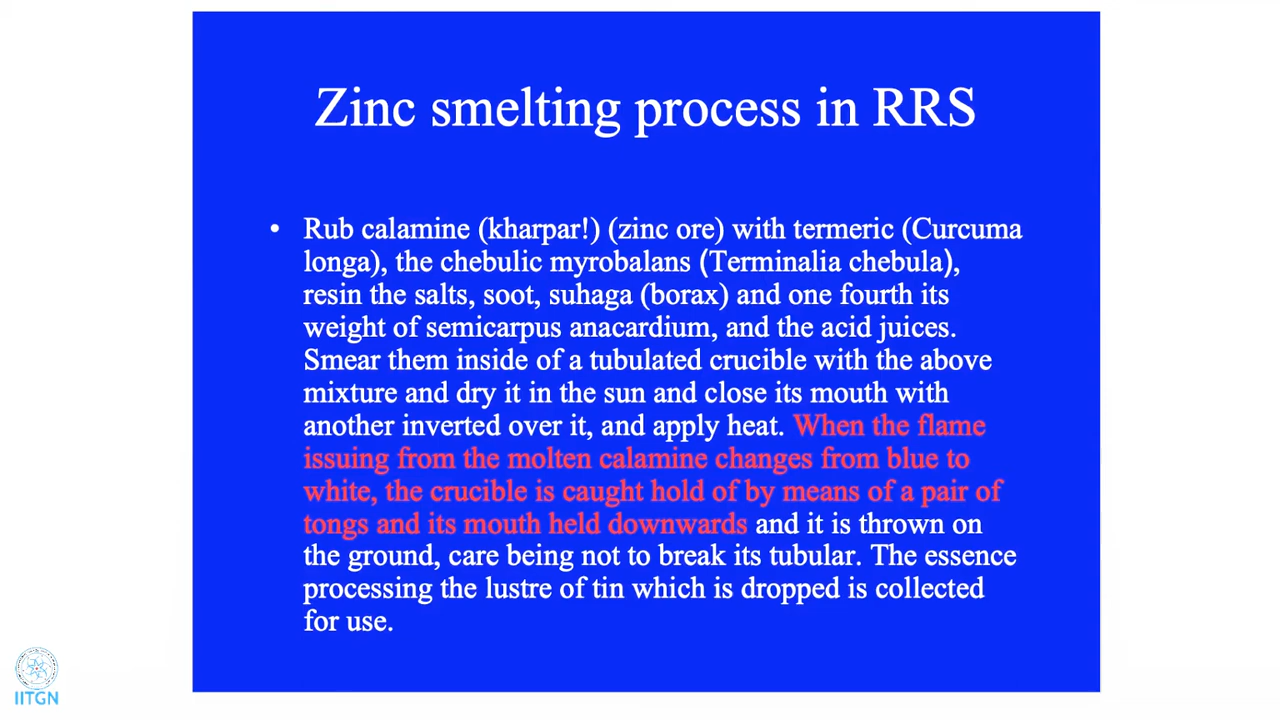 Zinc smelting process in RRS
• Rub calamine (kharpar!) (zinc ore) with termeric (Curcuma
longa), the chebulic myrobalans (Terminalia chebula),
resin the salts, soot, suhaga (borax) and one fourth its
weight of semicarpus anacardium, and the acid juices.
Smear them inside of a tubulated crucible with the above
mixture and dry it in the sun and close its mouth with
another inverted over it, and apply heat. When the flame
issuing from the molten calamine changes from blue to
white, the crucible is caught hold of by means of a pair of
tongs and its mouth held downwards and it is thrown on
the ground, care being not to break its tubular. The essence
processing the lustre of tin which is dropped is collected
for use.
IITGN